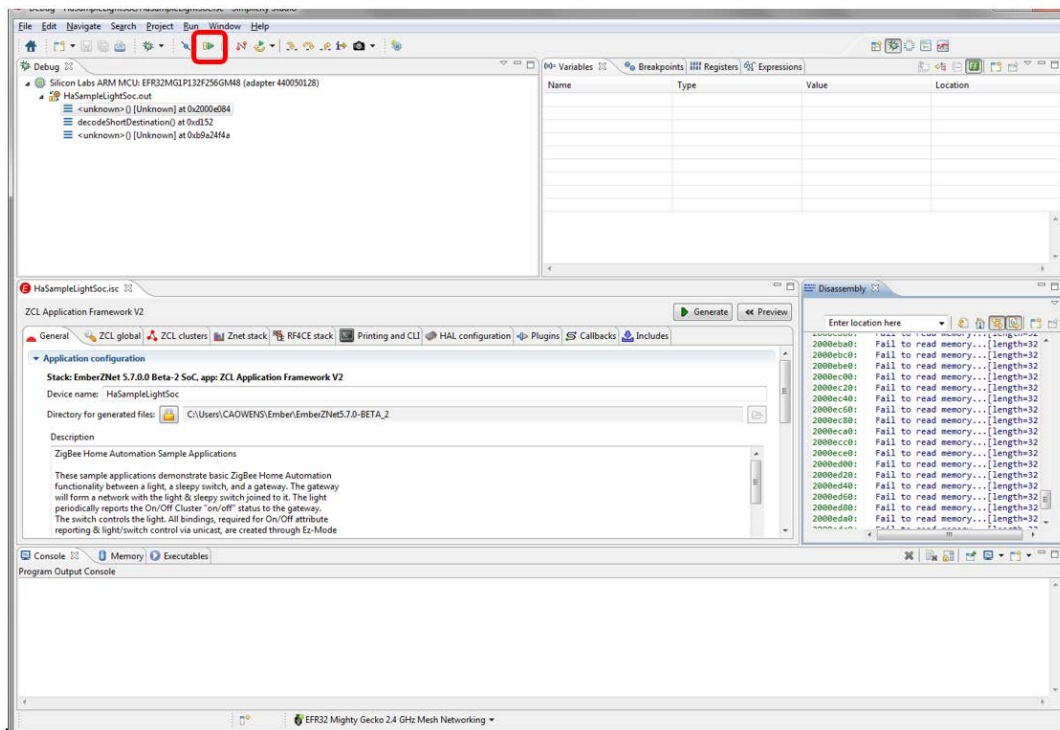 Debug - HaSampleLightSoc/HaSampleLightSoc.isc - Simplicity Studio
File Edit Navigate Search Project Run Window Help
Debug
Silicon Labs ARM MCU: EFR32MG1P132F256GM48 (adapter 440050128)
HaSampleLightSoc.out
<unknown>() [Unknown] at 0x2000e084
decodeShortDestination() at 0xd152
<unknown>() [Unknown] at 0xb9a24f4a
(x)= Variables Breakpoints Registers Expressions
Name Type Value Location
HaSampleLightSoc.isc
ZCL Application Framework V2
Generate Preview
General ZCL global ZCL clusters Znet stack RF4CE stack Printing and CLI HAL configuration Plugins Callbacks Includes
Application configuration
Stack: EmberZNet 5.7.0.0 Beta-2 SoC, app: ZCL Application Framework V2
Device name: HaSampleLightSoc
Directory for generated files: C:\Users\CAOWENS\Ember\EmberZNet5.7.0-BETA_2
Description
ZigBee Home Automation Sample Applications
These sample applications demonstrate basic ZigBee Home Automation
functionality between a light, a sleepy switch, and a gateway. The gateway
will form a network with the light & sleepy switch joined to it. The light
periodically reports the On/Off Cluster "on/off" status to the gateway.
The switch controls the light. All bindings, required for On/Off attribute
reporting & light/switch control via unicast, are created through Ez-Mode
Disassembly
Enter location here
2000eba0: Fail to read memory...[length=32
2000ebc0: Fail to read memory...[length=32
2000ebe0: Fail to read memory...[length=32
2000ec00: Fail to read memory...[length=32
2000ec20: Fail to read memory...[length=32
2000ec40: Fail to read memory...[length=32
2000ec60: Fail to read memory...[length=32
2000ec80: Fail to read memory...[length=32
2000eca0: Fail to read memory...[length=32
2000ecc0: Fail to read memory...[length=32
2000ece0: Fail to read memory...[length=32
2000ed00: Fail to read memory...[length=32
2000ed20: Fail to read memory...[length=32
2000ed40: Fail to read memory...[length=32
2000ed60: Fail to read memory...[length=32
2000ed80: Fail to read memory...[length=32
2000eda0: Fail to read memory...[length=32
Console Memory Executables
Program Output Console
EFR32 Mighty Gecko 2.4 GHz Mesh Networking